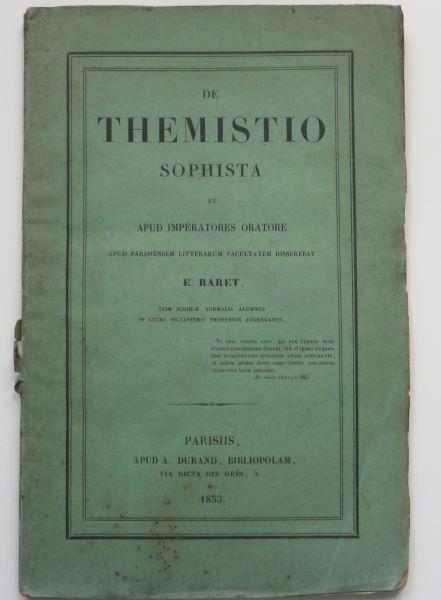 DE
THEMISTIO
SOPHISTA
ET
APUD IMPERATORES ORATORE
APUD PARISIENSEM LITTERARUM FACULTATEM DISSEREBAT
E. BARET,
OLIM SCHOLÆ NORMALIS ALUMNUS
IN LYCEO PICTAVIENSI PROFESSOR AGGREGATUS.
PARISIIS,
APUD A. DURAND, BIBLIOPOLAM,
VIA DICTA DES GRÈS, 5.
1853.